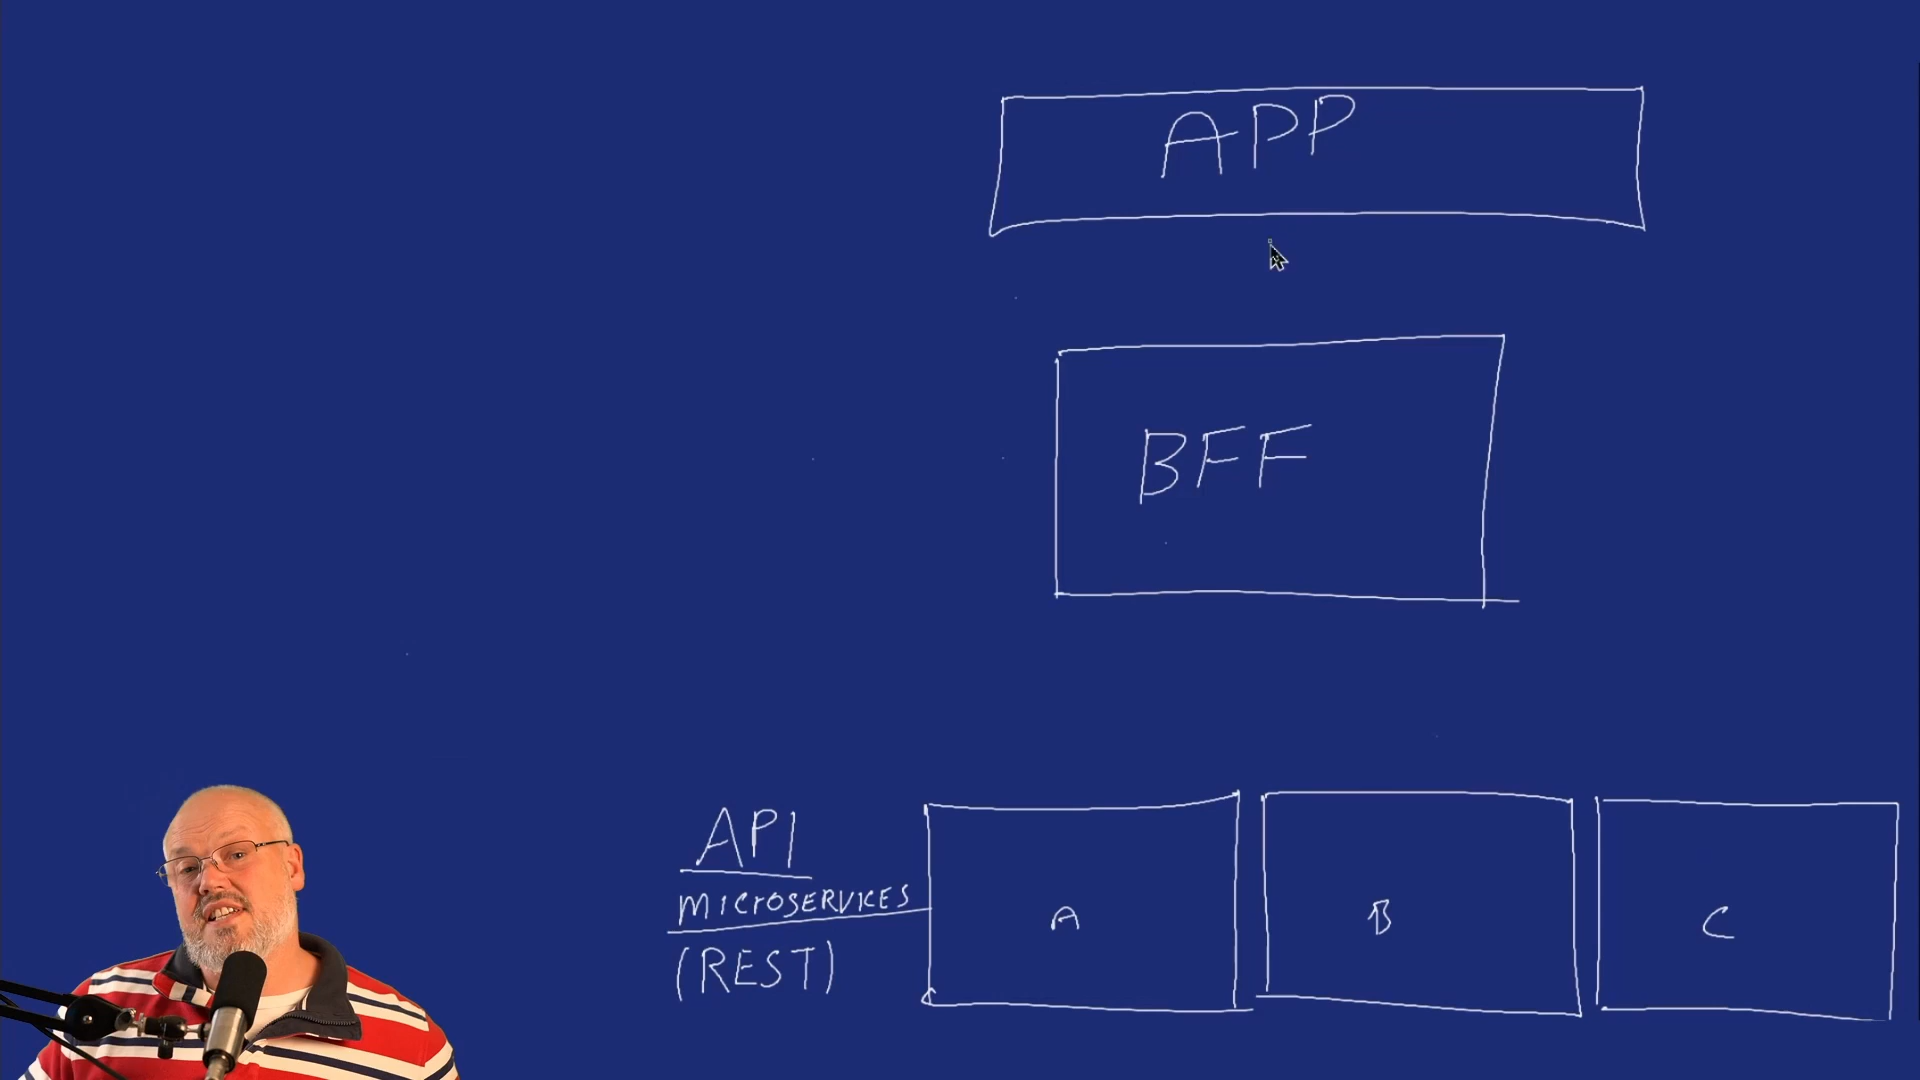 APP
BFF
API
MICrOSERVICES
(REST)
A
B
C